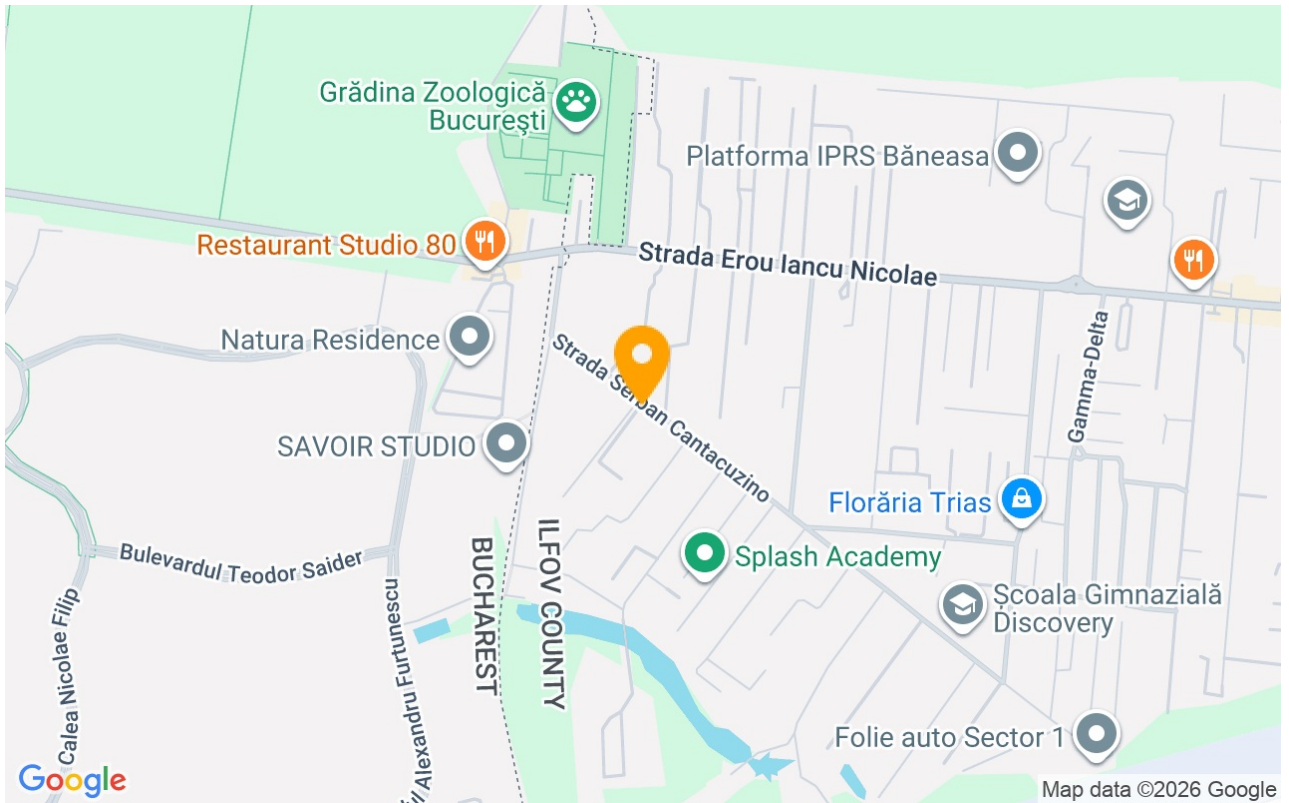 Grădina Zoologică
București
Platforma IPRS Băneasa
Restaurant Studio 80
Strada Erou Iancu Nicolae
Natura Residence
Strada Șerban Cantacuzino
Gamma-Delta
SAVOIR STUDIO
Florăria Trias
Bulevardul Teodor Saider
BUCHAREST
ILFOV COUNTY
Splash Academy
Școala Gimnazială
Discovery
Calea Nicolae Filip
Alexandru Furtunescu
Folie auto Sector 1
Google
Map data ©2026 Google